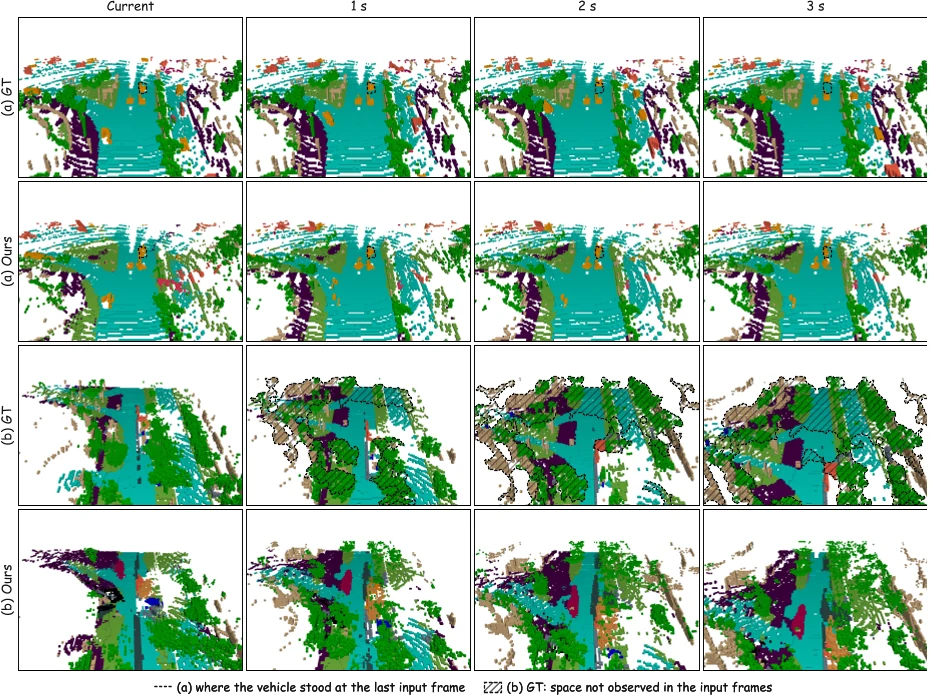 Current 1 s 2 s 3 s
(a) GT
(a) Ours
(b) GT
(b) Ours
(a) where the vehicle stood at the last input frame (b) GT: space not observed in the input frames